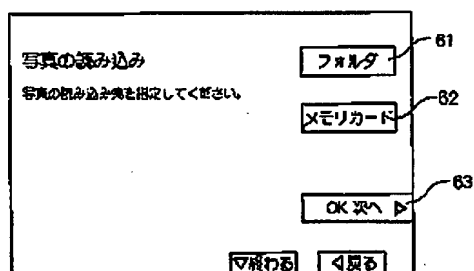 写真の読み込み
写真の読み込み先を指定してください。
フォルダ
61
メモリカード
62
OK 次へ ▷
63
▽終わる
◁戻る